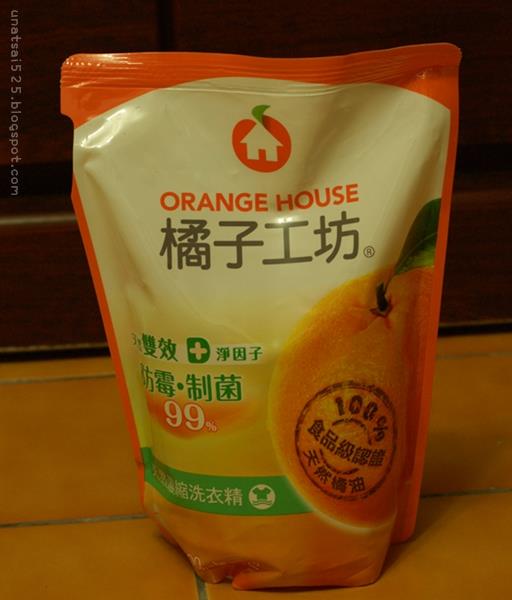 unatsai525.blogspot.com
ORANGE HOUSE
橘子工坊®
雙效 淨因子
防霉·制菌
99%
100%
食品級認證
天然橘油
縮洗衣精